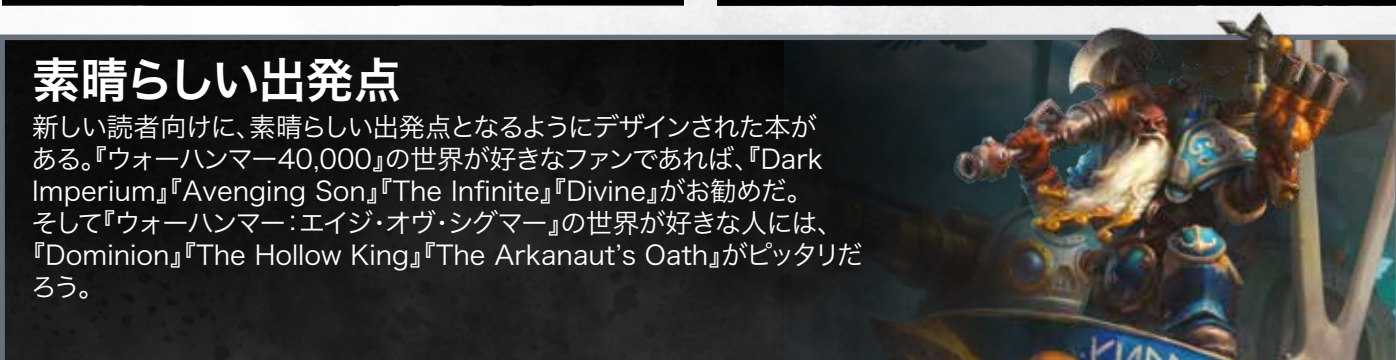 素晴らしい出発点
新しい読者向けに、素晴らしい出発点となるようにデザインされた本が
ある。『ウォーハンマー40,000』の世界が好きなファンであれば、『Dark
Imperium』『Avenging Son』『The Infinite』『Divine』がお勧めだ。
そして『ウォーハンマー：エイジ・オヴ・シグマー』の世界が好きな人には、
『Dominion』『The Hollow King』『The Arkanaut’s Oath』がピッタリだ
ろう。